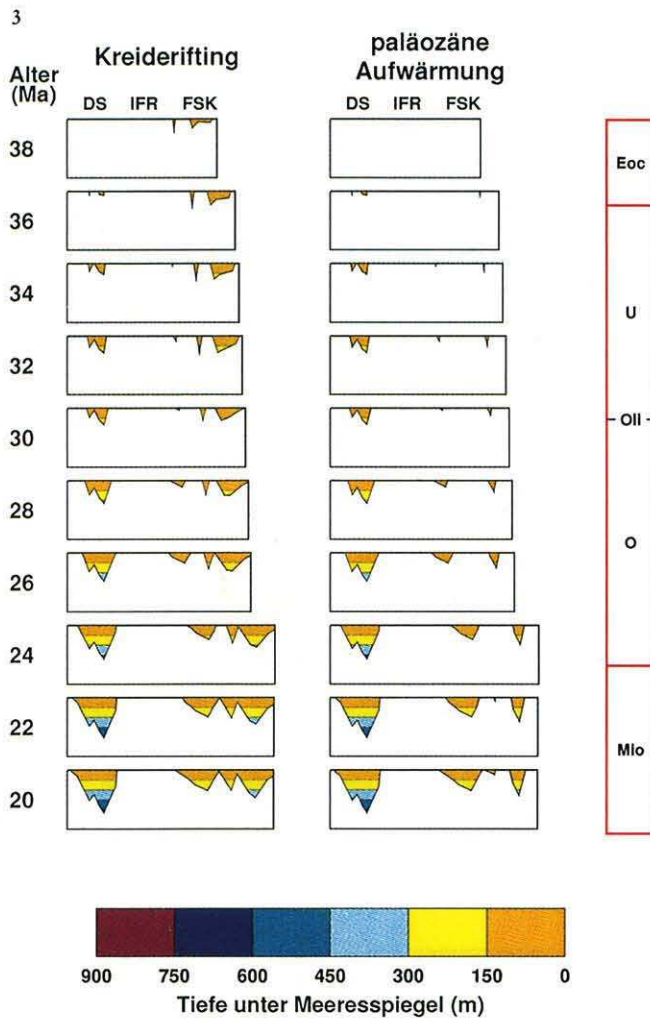 3
Kreiderifting
paläozäne
Aufwärmung
Alter
(Ma)
DS IFR FSK
DS IFR FSK
38
36
34
32
30
28
26
24
22
20
Eoc
U
Oli
O
Mio
900 750 600 450 300 150 0
Tiefe unter Meeresspiegel (m)